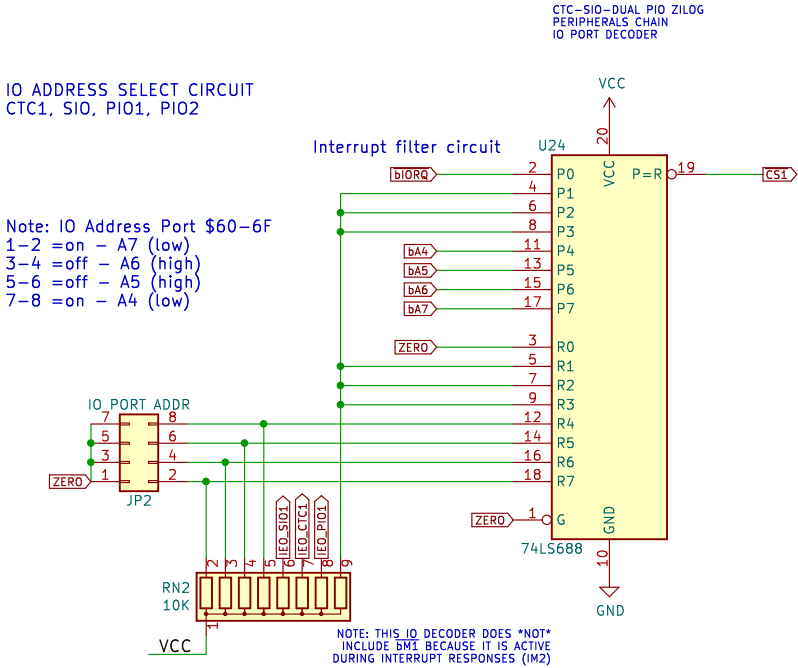 CTC-SIO-DUAL PIO ZILOG
PERIPHERALS CHAIN
IO PORT DECODER
IO ADDRESS SELECT CIRCUIT
CTC1, SIO, PIO1, PIO2
VCC
20
Interrupt filter circuit
U24
bIORQ
2
P0
VCC
P=R
19
CS1
4
P1
6
P2
8
P3
Note: IO Address Port $60-6F
1-2 =on - A7 (low)
3-4 =off - A6 (high)
5-6 =off - A5 (high)
7-8 =on - A4 (low)
bA4
11
P4
bA5
13
P5
bA6
15
P6
bA7
17
P7
ZERO
3
R0
5
R1
7
R2
9
R3
IO PORT ADDR
7
8
12
R4
5
6
14
R5
3
4
16
R6
ZERO
1
2
18
R7
JP2
ZERO
1
G
GND
74LS688
10
GND
IEO_SIO1
IEO_CTC1
IEO_PIO1
2
3
4
5
6
7
8
9
RN2
10K
1
VCC
NOTE: THIS IO DECODER DOES *NOT*
INCLUDE bM1 BECAUSE IT IS ACTIVE
DURING INTERRUPT RESPONSES (IM2)